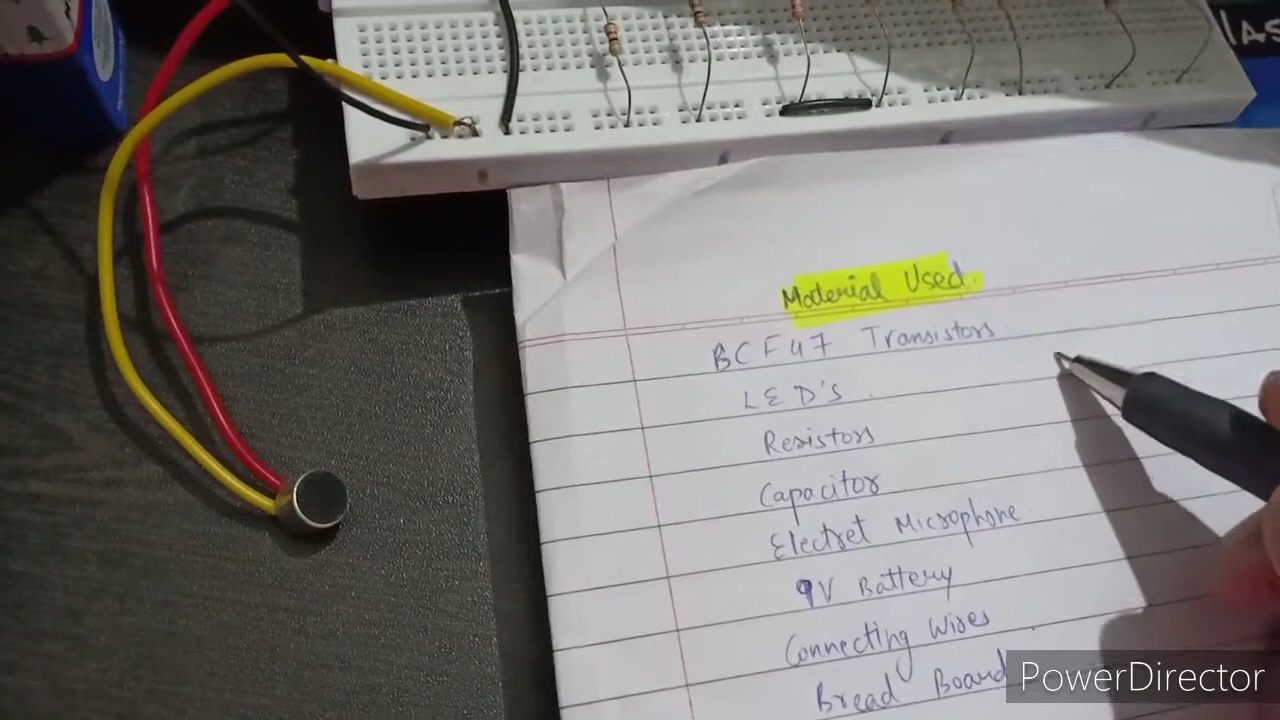 Material Used.
BCF47 Transistors.
LED's.
Resistors
Capacitor
Electret Microphone
9V Battery
Connecting Wires
Bread Board
PowerDirector